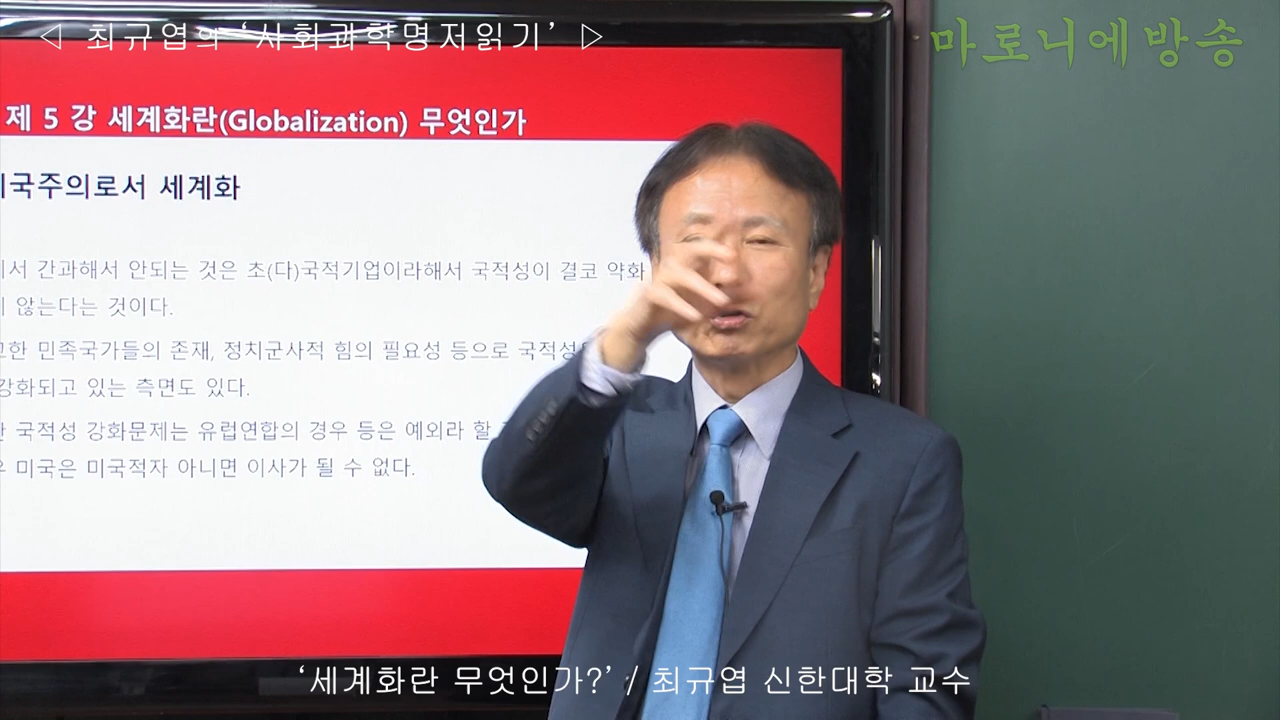 ◁ 최규엽의 ‘사회과학명저읽기’ ▷
마로니에방송
제 5 강 세계화란(Globalization) 무엇인가
국주의로서 세계화
서 간과해서 안되는 것은 초(다)국적기업이라해서 국적성이 결코 약화
않는다는 것이다.
한 민족국가들의 존재, 정치군사적 힘의 필요성 등으로
강화되고 있는 측면도 있다.
국적성 강화문제는 유럽연합의 경우 등은 예외라 할
미국은 미국적자 아니면 이사가 될 수 없다.
‘세계화란 무엇인가?’ / 최규엽 신한대학 교수